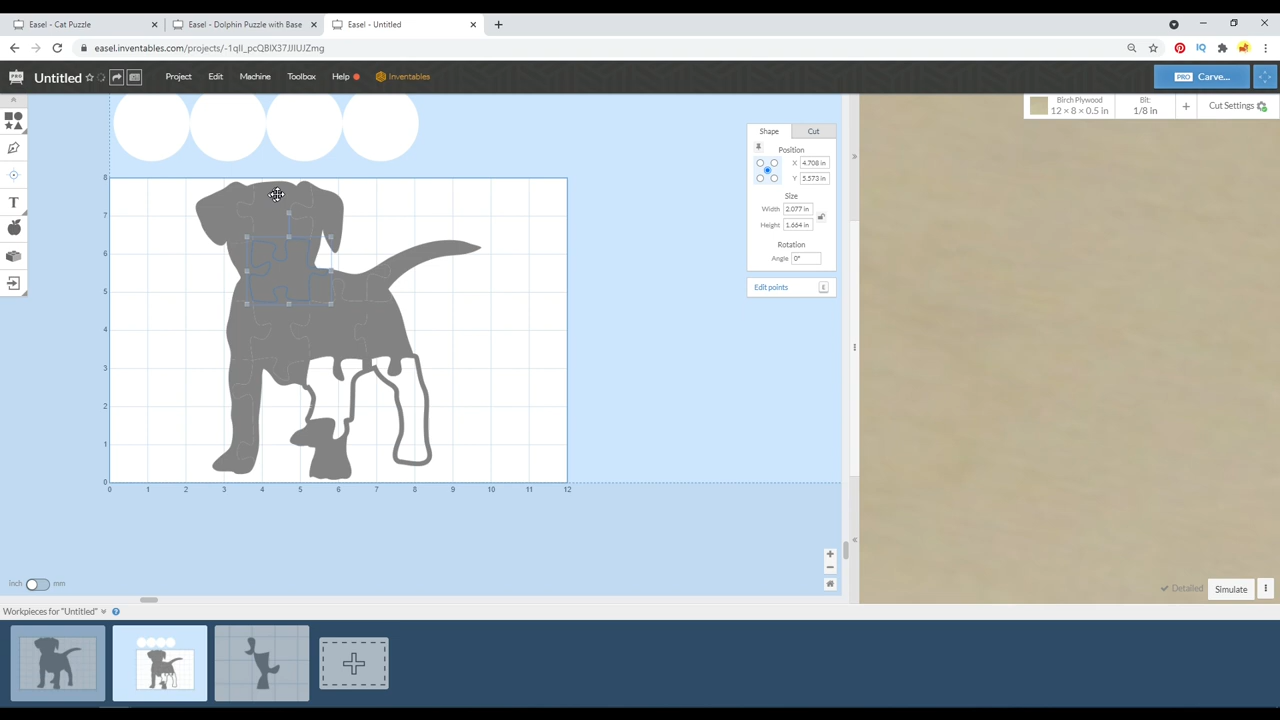 Easel - Cat Puzzle
Easel - Dolphin Puzzle with Base
Easel - Untitled
easel.inventables.com/projects/-1qII_pcQBIX37JJIUJZmg
Untitled
Project Edit Machine Toolbox Help Inventables
PRO Carve...
Birch Plywood
12 × 8 × 0.5 in
Bit:
1/8 in
Cut Settings
Shape Cut
Position
X 4.708 in
Y 5.573 in
Size
Width 2.077 in
Height 1.664 in
Rotation
Angle 0°
Edit points E
8
7
6
5
4
3
2
1
0
0 1 2 3 4 5 6 7 8 9 10 11 12
inch mm
Detailed
Simulate
Workpieces for "Untitled"